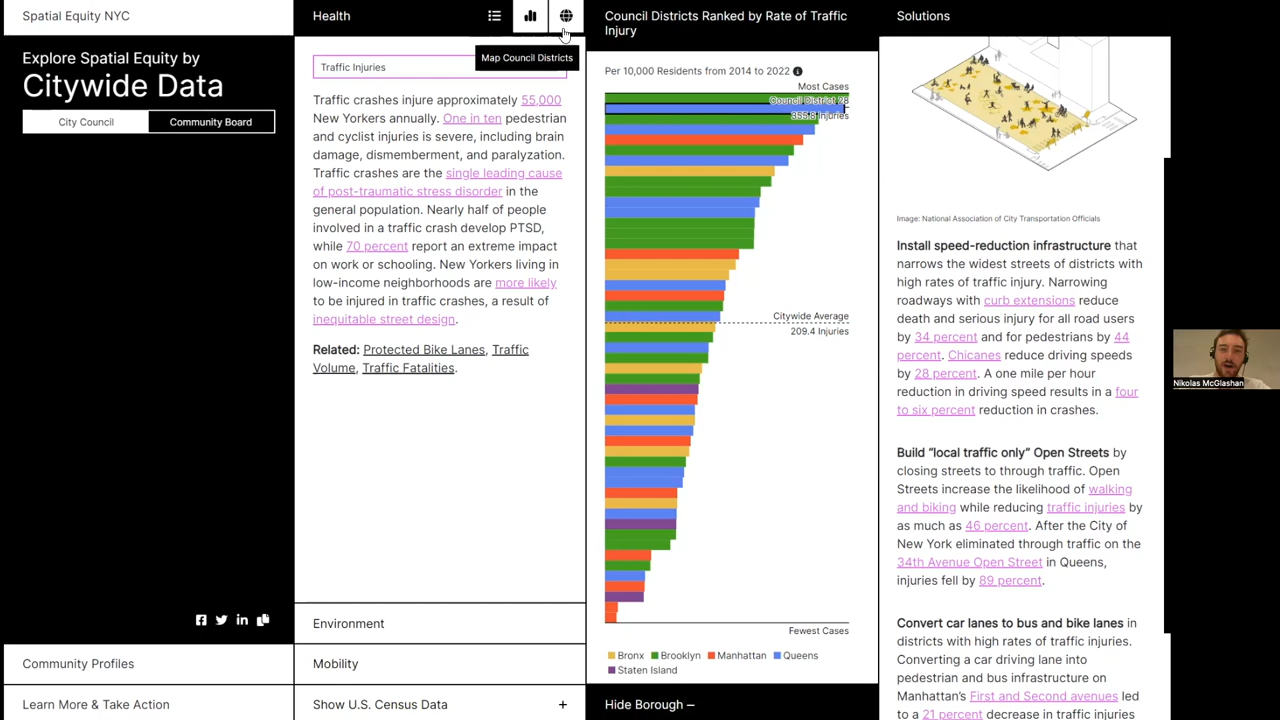 Spatial Equity NYC
Explore Spatial Equity by
Citywide Data
City Council
Community Board
Community Profiles
Learn More & Take Action
Health
Map Council Districts
Traffic Injuries
Traffic crashes injure approximately 55,000
New Yorkers annually. One in ten pedestrian
and cyclist injuries is severe, including brain
damage, dismemberment, and paralyzation.
Traffic crashes are the single leading cause
of post-traumatic stress disorder in the
general population. Nearly half of people
involved in a traffic crash develop PTSD,
while 70 percent report an extreme impact
on work or schooling. New Yorkers living in
low-income neighborhoods are more likely
to be injured in traffic crashes, a result of
inequitable street design.
Related: Protected Bike Lanes, Traffic
Volume, Traffic Fatalities.
Environment
Mobility
Show U.S. Census Data +
Council Districts Ranked by Rate of Traffic
Injury
Per 10,000 Residents from 2014 to 2022
Most Cases
Council District 28
355.6 Injuries
Citywide Average
209.4 Injuries
Fewest Cases
Bronx Brooklyn Manhattan Queens
Staten Island
Hide Borough –
Solutions
Image: National Association of City Transportation Officials
Install speed-reduction infrastructure that
narrows the widest streets of districts with
high rates of traffic injury. Narrowing
roadways with curb extensions reduce
death and serious injury for all road users
by 34 percent and for pedestrians by 44
percent. Chicanes reduce driving speeds
by 28 percent. A one mile per hour
reduction in driving speed results in a four
to six percent reduction in crashes.
Build “local traffic only” Open Streets by
closing streets to through traffic. Open
Streets increase the likelihood of walking
and biking while reducing traffic injuries by
as much as 46 percent. After the City of
New York eliminated through traffic on the
34th Avenue Open Street in Queens,
injuries fell by 89 percent.
Convert car lanes to bus and bike lanes in
districts with high rates of traffic injuries.
Converting a car driving lane into
pedestrian and bus infrastructure on
Manhattan’s First and Second avenues led
to a 21 percent decrease in traffic injuries
Nikolas McGlashan